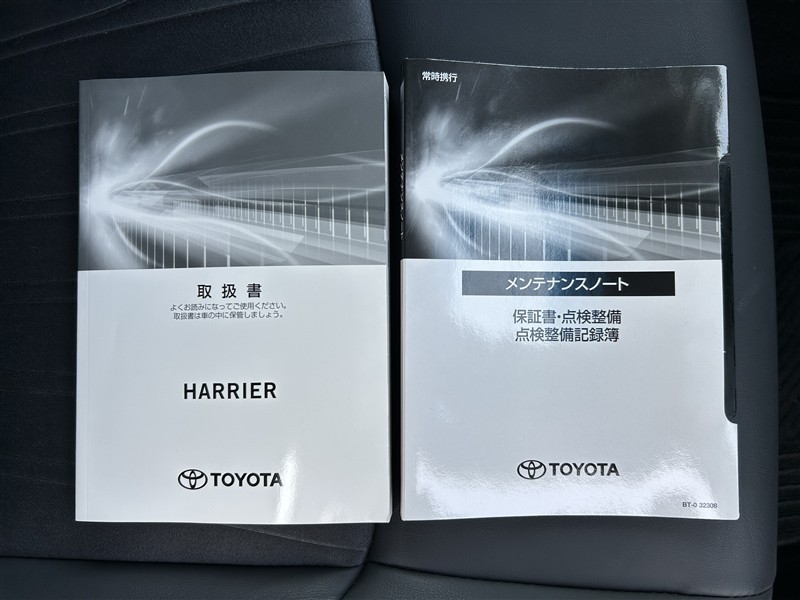 取扱書
よくお読みになってご使用ください。
取扱書は車の中に保管しましょう。
HARRIER
TOYOTA
常時携行
メンテナンスノート
保証書・点検整備
点検整備記録簿
TOYOTA
BT-0 32308